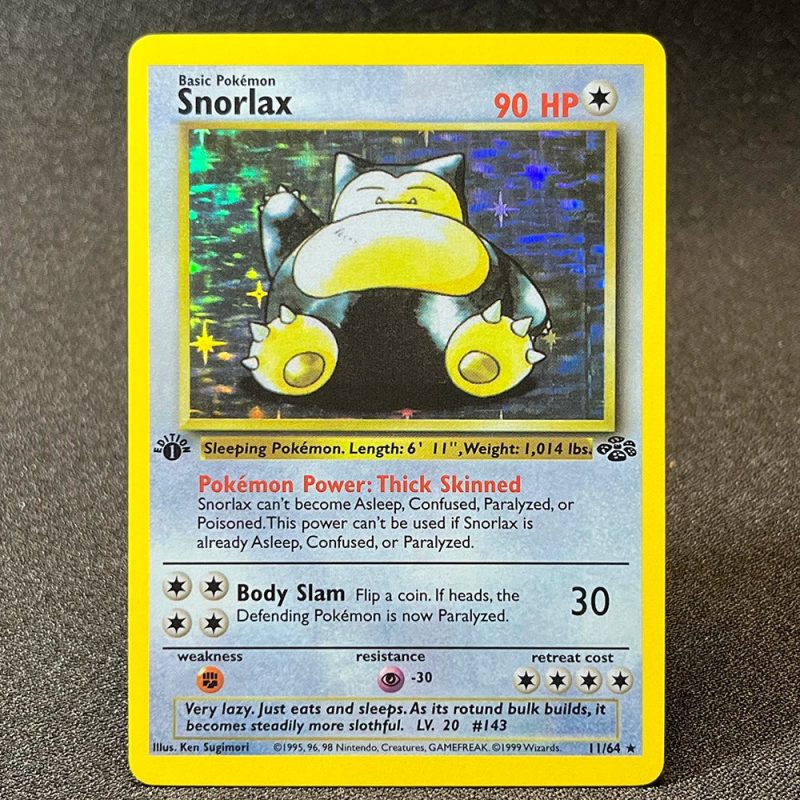 Basic Pokémon
Snorlax 90 HP
EDITION 1
Sleeping Pokémon. Length: 6' 11", Weight: 1,014 lbs.
Pokémon Power: Thick Skinned
Snorlax can't become Asleep, Confused, Paralyzed, or
Poisoned. This power can't be used if Snorlax is
already Asleep, Confused, or Paralyzed.
Body Slam Flip a coin. If heads, the 30
Defending Pokémon is now Paralyzed.
weakness resistance retreat cost
-30
Very lazy. Just eats and sleeps. As its rotund bulk builds, it
becomes steadily more slothful. LV. 20 #143
Illus. Ken Sugimori ©1995, 96, 98 Nintendo, Creatures, GAMEFREAK. ©1999 Wizards. 11/64 ★